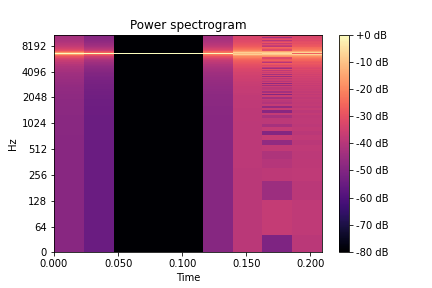 Power spectrogram
8192
4096
2048
1024
512
256
128
64
0
Hz
0.000 0.050 0.100 0.150 0.200
Time
+0 dB
-10 dB
-20 dB
-30 dB
-40 dB
-50 dB
-60 dB
-70 dB
-80 dB